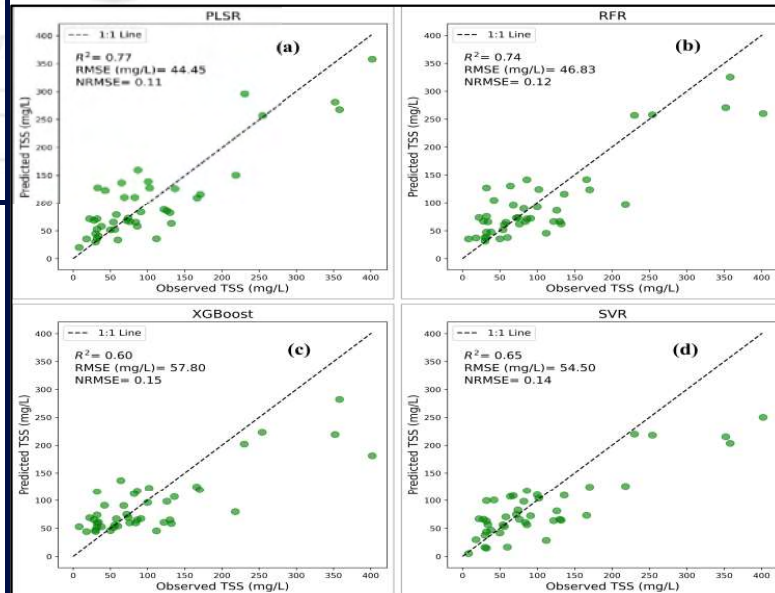 PLSR
1:1 Line
(a)
R² = 0.77
RMSE (mg/L)= 44.45
NRMSE= 0.11
Predicted TSS (mg/L)
400
350
300
250
200
150
100
50
0
0 50 100 150 200 250 300 350 400
Observed TSS (mg/L)
RFR
1:1 Line
(b)
R² = 0.74
RMSE (mg/L)= 46.83
NRMSE= 0.12
Predicted TSS (mg/L)
400
350
300
250
200
150
100
50
0
0 50 100 150 200 250 300 350 400
Observed TSS (mg/L)
XGBoost
1:1 Line
(c)
R²= 0.60
RMSE (mg/L)= 57.80
NRMSE= 0.15
Predicted TSS (mg/L)
400
350
300
250
200
150
100
50
0
0 50 100 150 200 250 300 350 400
Observed TSS (mg/L)
SVR
1:1 Line
(d)
R²= 0.65
RMSE (mg/L)= 54.50
NRMSE= 0.14
Predicted TSS (mg/L)
400
350
300
250
200
150
100
50
0
0 50 100 150 200 250 300 350 400
Observed TSS (mg/L)